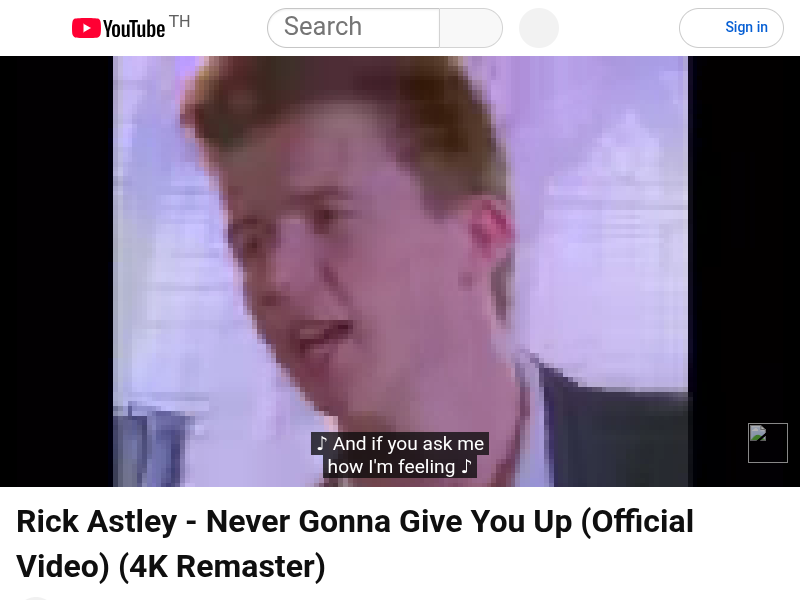 YouTube TH
Search
Sign in
♪ And if you ask me
how I'm feeling ♪
Rick Astley - Never Gonna Give You Up (Official
Video) (4K Remaster)